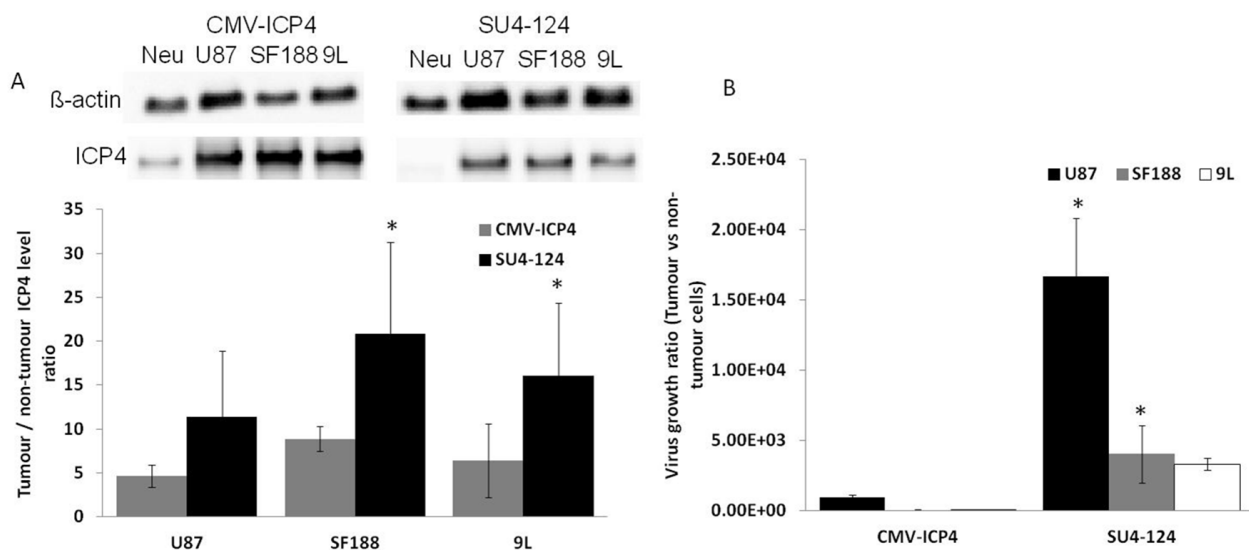 CMV-ICP4
SU4-124
Neu U87 SF188 9L
Neu U87 SF188 9L
A
ß-actin
ICP4
35
30
25
20
15
10
5
0
Tumour / non-tumour ICP4 level
ratio
*
*
CMV-ICP4
SU4-124
U87
SF188
9L
B
2.50E+04
2.00E+04
1.50E+04
1.00E+04
5.00E+03
0.00E+00
Virus growth ratio (Tumour vs non-
tumour cells)
U87 SF188 9L
*
*
CMV-ICP4
SU4-124